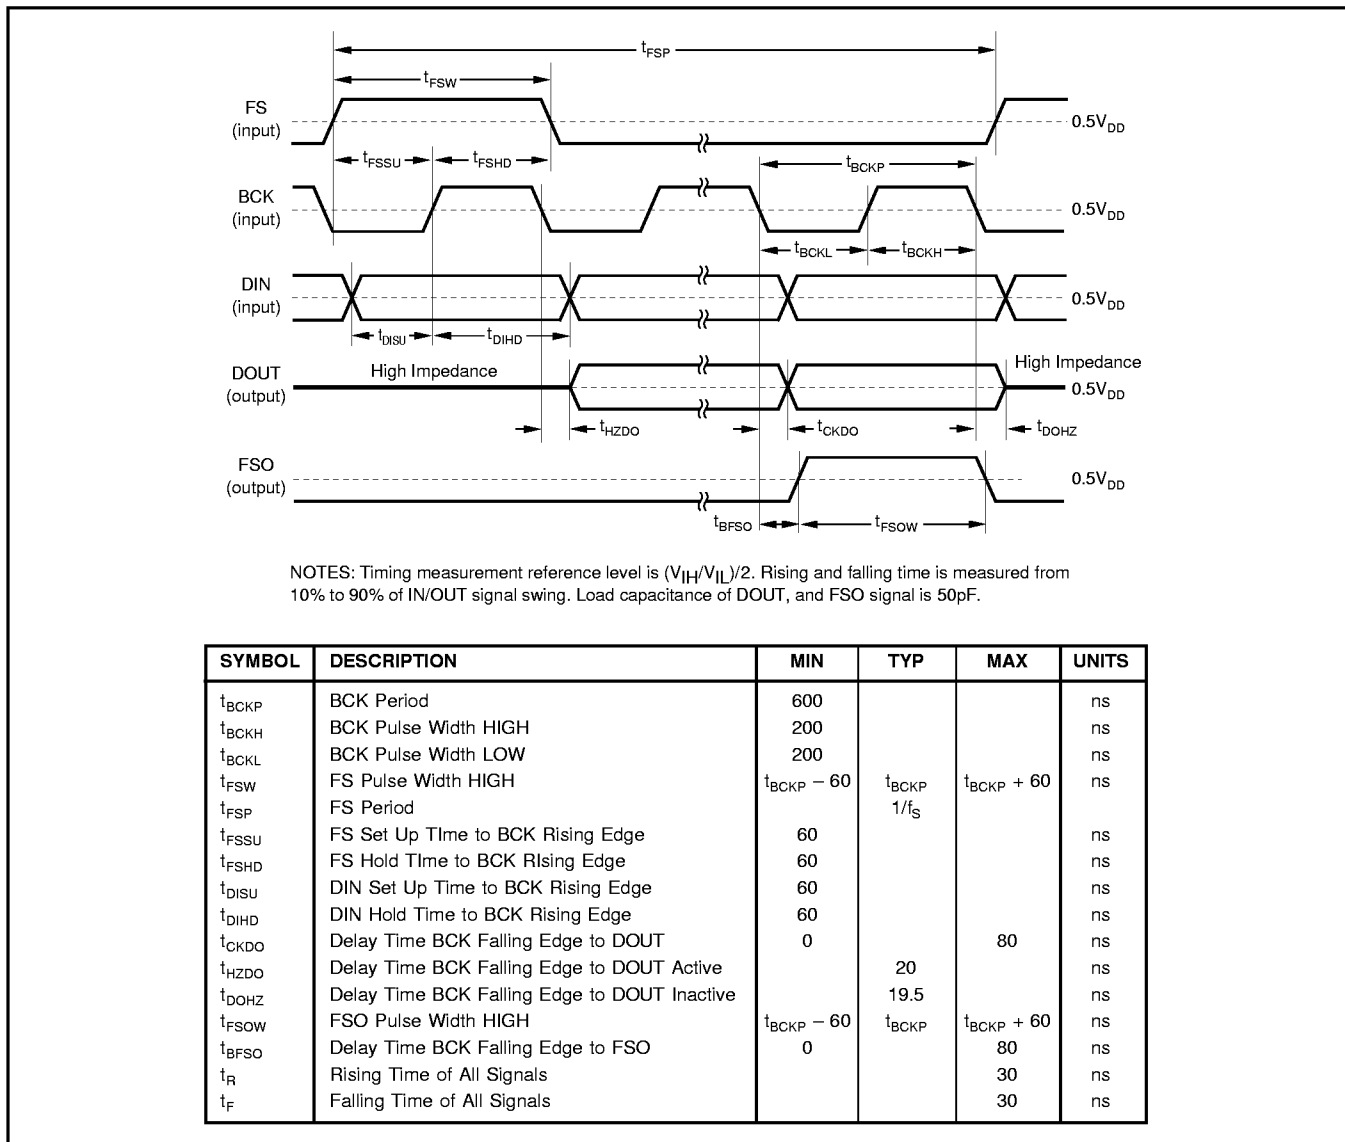 tFSP
tFSW
FS
(input)
0.5VDD
tFSSU
tFSHD
tBCKP
BCK
(input)
0.5VDD
tBCKL
tBCKH
DIN
(input)
0.5VDD
tDISU
tDIHD
DOUT
(output)
High Impedance
High Impedance
0.5VDD
tHZDO
tCKDO
tDOHZ
FSO
(output)
0.5VDD
tBFSO
tFSOW
NOTES: Timing measurement reference level is (VIH/VIL)/2. Rising and falling time is measured from
10% to 90% of IN/OUT signal swing. Load capacitance of DOUT, and FSO signal is 50pF.
SYMBOL DESCRIPTION MIN TYP MAX UNITS
tBCKP BCK Period 600 ns
tBCKH BCK Pulse Width HIGH 200 ns
tBCKL BCK Pulse Width LOW 200 ns
tFSW FS Pulse Width HIGH tBCKP – 60 tBCKP tBCKP + 60 ns
tFSP FS Period 1/fS
tFSSU FS Set Up TIme to BCK Rising Edge 60 ns
tFSHD FS Hold TIme to BCK RIsing Edge 60 ns
tDISU DIN Set Up Time to BCK Rising Edge 60 ns
tDIHD DIN Hold Time to BCK Rising Edge 60 ns
tCKDO Delay Time BCK Falling Edge to DOUT 0 80 ns
tHZDO Delay Time BCK Falling Edge to DOUT Active 20 ns
tDOHZ Delay Time BCK Falling Edge to DOUT Inactive 19.5 ns
tFSOW FSO Pulse Width HIGH tBCKP – 60 tBCKP tBCKP + 60 ns
tBFSO Delay Time BCK Falling Edge to FSO 0 80 ns
tR Rising Time of All Signals 30 ns
tF Falling Time of All Signals 30 ns